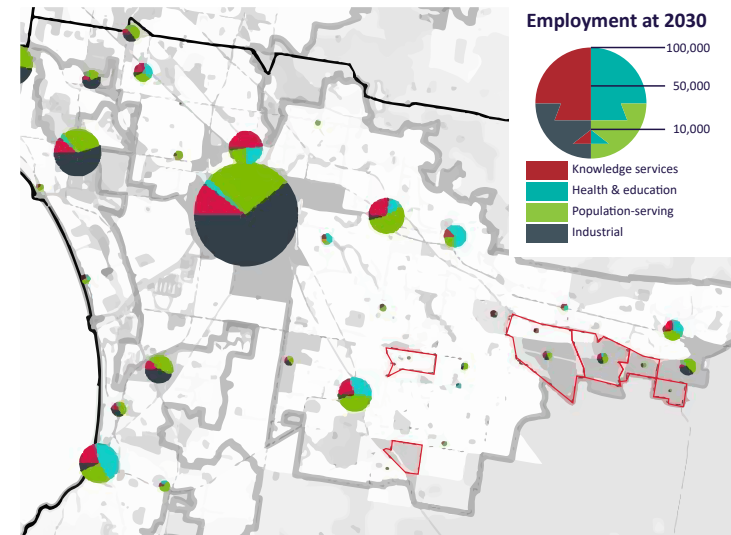 Employment at 2030
100,000
50,000
10,000
Knowledge services
Health & education
Population-serving
Industrial